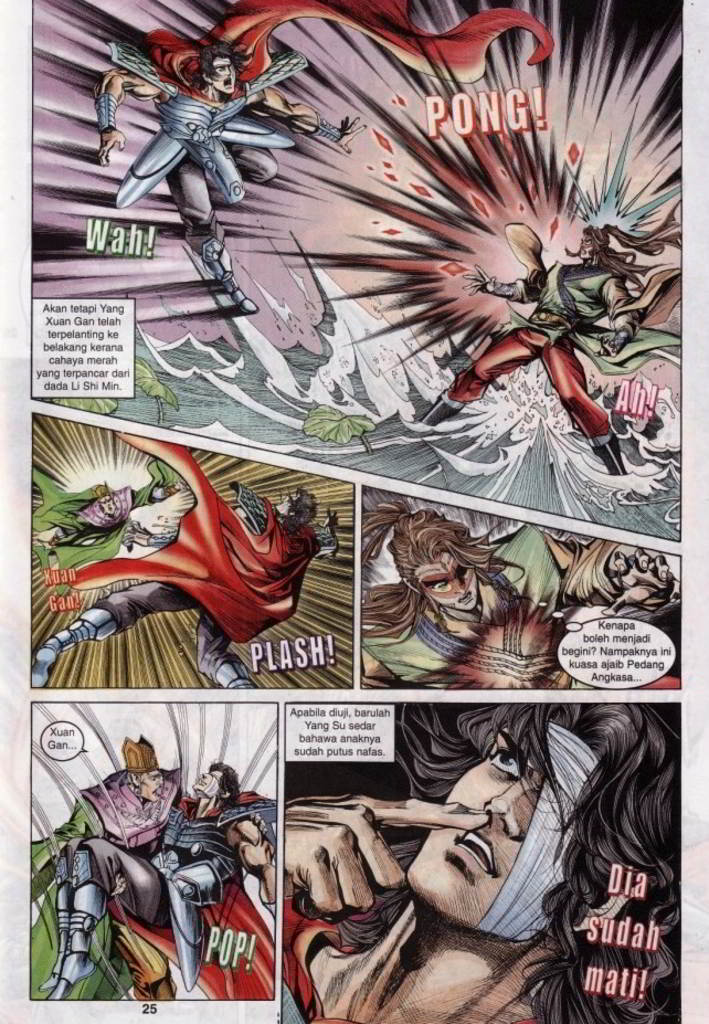 PONG!
Wah!
Akan tetapi Yang
Xuan Gan telah
terpelanting ke
belakang kerana
cahaya merah
yang terpancar dari
dada Li Shi Min.
Ah!
Xuan
Gan!
PLASH!
Kenapa
boleh menjadi
begini? Nampaknya ini
kuasa ajaib Pedang
Angkasa...
Xuan
Gan...
POP!
Apabila diuji, barulah
Yang Su sedar
bahawa anaknya
sudah putus nafas.
Dia
sudah
mati!
25